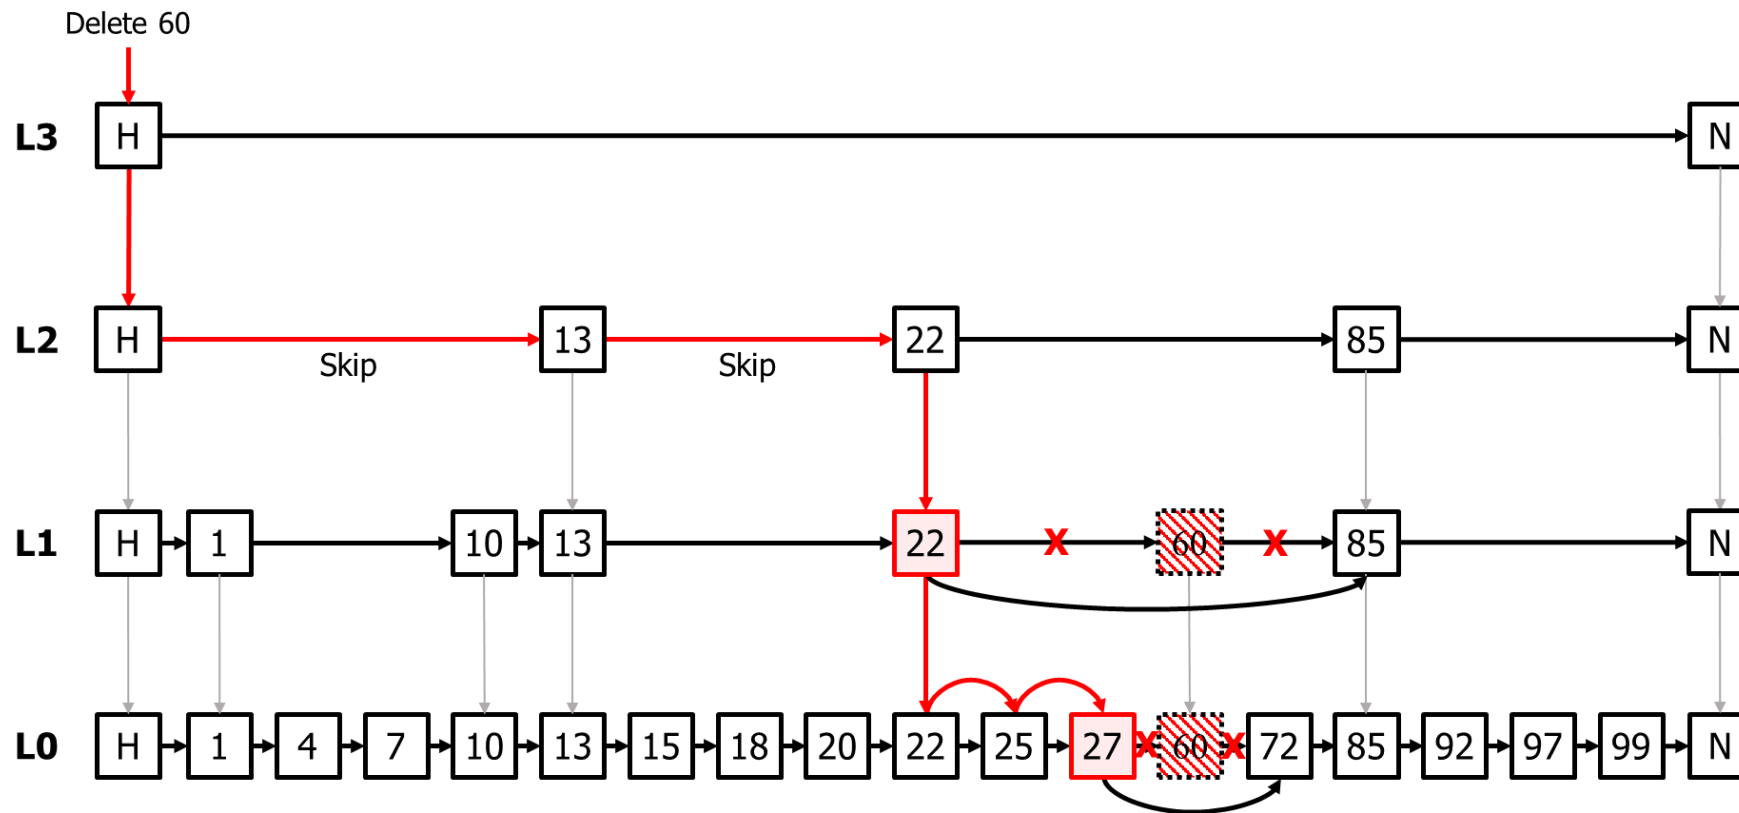 Delete 60
L3 H N
L2 H 13 22 85 N
Skip Skip
L1 H 1 10 13 22 X 60 X 85 N
L0 H 1 4 7 10 13 15 18 20 22 25 27 X 60 X 72 85 92 97 99 N